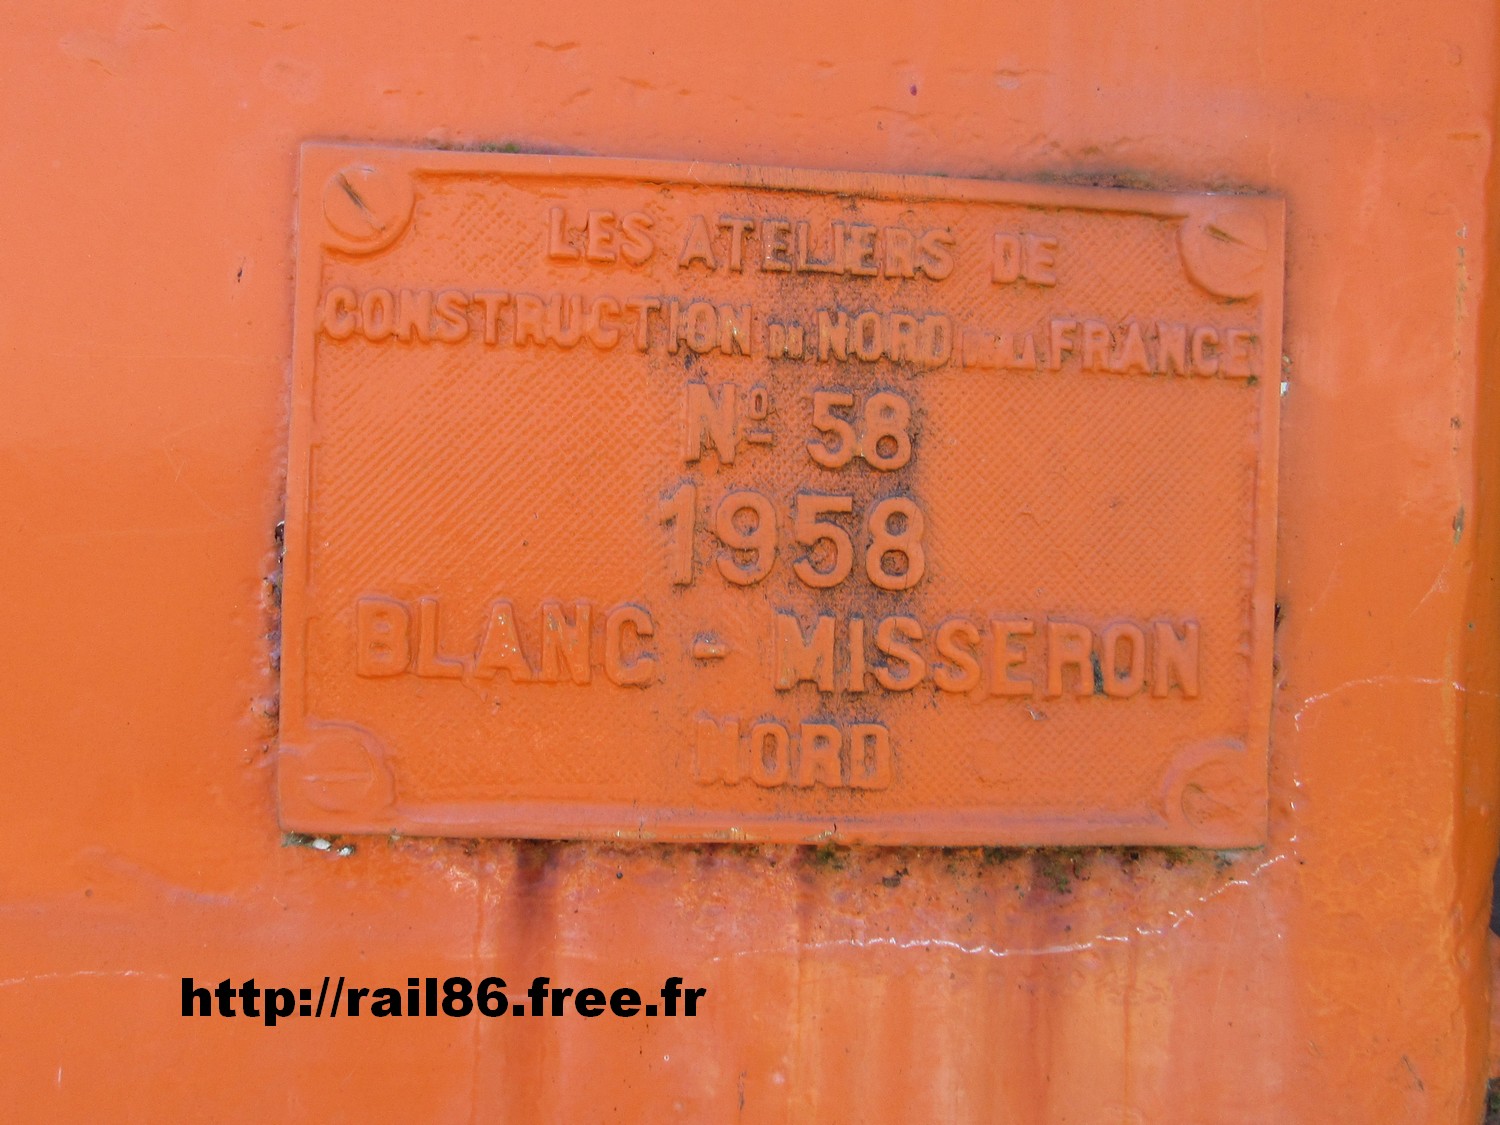 LES ATELIERS DE
CONSTRUCTION DU NORD DE LA FRANCE
Nº 58
1958
BLANC - MISSERON
NORD
http://rail86.free.fr